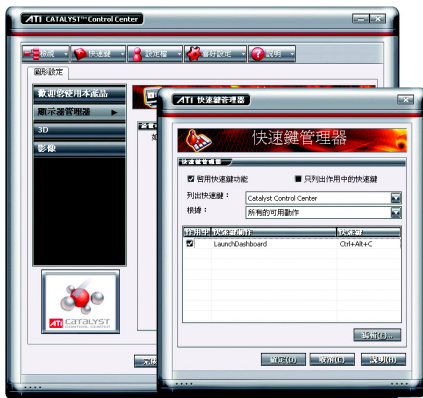 ATI CATALYST™ Control Center
檢視 快速鍵 設定檔 喜好設定 說明
圖形設定
歡迎您使用本產品
顯示器管理器
3D
影像
ATI CATALYST
CONTROL CENTER
ATI 快速鍵管理器
快速鍵管理器
快速鍵管理器
啟用快速鍵功能 只列出作用中的快速鍵
列出快速鍵： Catalyst Control Center
根據： 所有的可用動作
作用中 快速鍵動作 快速鍵
LaunchDashboard Ctrl+Alt+C
編輯(E)...
確定(O) 取消(C) 說明(H)